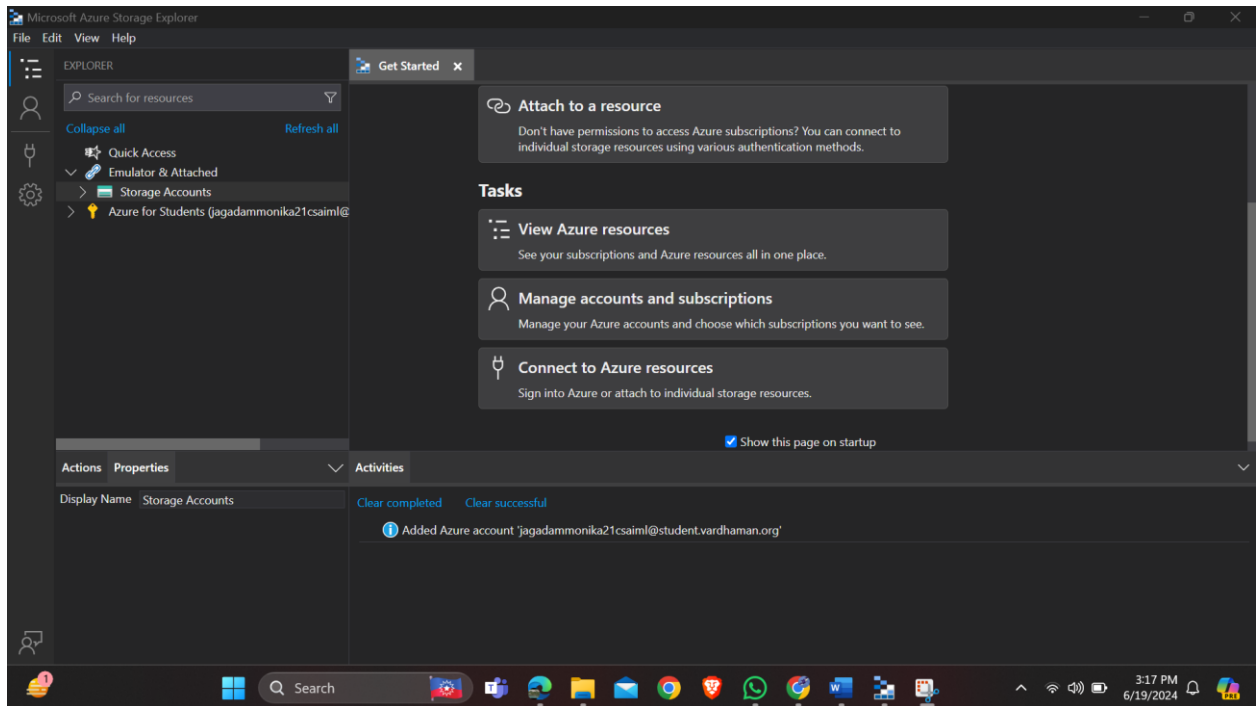 Microsoft Azure Storage Explorer
File Edit View Help
EXPLORER
Search for resources
Collapse all Refresh all
Quick Access
Emulator & Attached
Storage Accounts
Azure for Students (jagadammonika21csaiml@
Get Started
Attach to a resource
Don't have permissions to access Azure subscriptions? You can connect to
individual storage resources using various authentication methods.
Tasks
View Azure resources
See your subscriptions and Azure resources all in one place.
Manage accounts and subscriptions
Manage your Azure accounts and choose which subscriptions you want to see.
Connect to Azure resources
Sign into Azure or attach to individual storage resources.
Show this page on startup
Actions Properties
Display Name Storage Accounts
Activities
Clear completed Clear successful
Added Azure account 'jagadammonika21csaiml@student.vardhaman.org'
1
Search
3:17 PM
6/19/2024
PRE